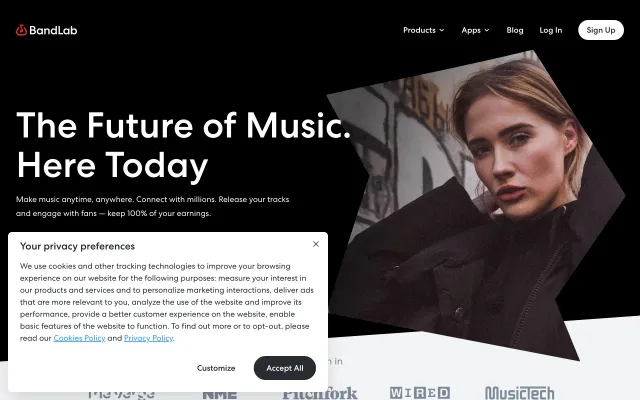 BandLab
Products
Apps
Blog
Log In
Sign Up
The Future of Music.
Here Today
Make music anytime, anywhere. Connect with millions. Release your tracks
and engage with fans — keep 100% of your earnings.
Your privacy preferences
We use cookies and other tracking technologies to improve your browsing
experience on our website for the following purposes: measure your interest in
our products and services and to personalize marketing interactions, deliver ads
that are more relevant to you, analyze the use of the website and improve its
performance, provide a better customer experience on the website, enable
basic features of the website to function. To find out more or to opt-out, please
read our Cookies Policy and Privacy Policy.
Customize
Accept All
in
NME
Pitchfork
WIRED
MusicTech